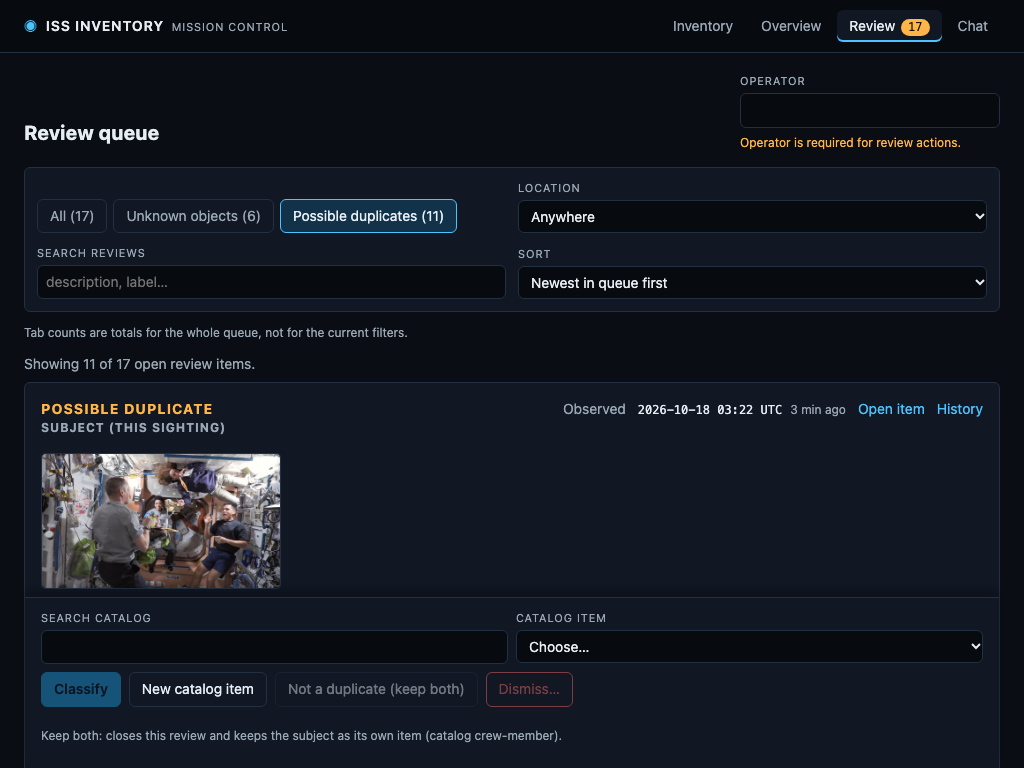 ISS INVENTORY MISSION CONTROL
Inventory Overview Review 17 Chat
OPERATOR
Review queue
Operator is required for review actions.
LOCATION
All (17) Unknown objects (6) Possible duplicates (11)
Anywhere
SEARCH REVIEWS
SORT
description, label...
Newest in queue first
Tab counts are totals for the whole queue, not for the current filters.
Showing 11 of 17 open review items.
POSSIBLE DUPLICATE
Observed 2026-10-18 03:22 UTC 3 min ago Open item History
SUBJECT (THIS SIGHTING)
SEARCH CATALOG
CATALOG ITEM
Choose...
Classify New catalog item Not a duplicate (keep both) Dismiss...
Keep both: closes this review and keeps the subject as its own item (catalog crew-member).